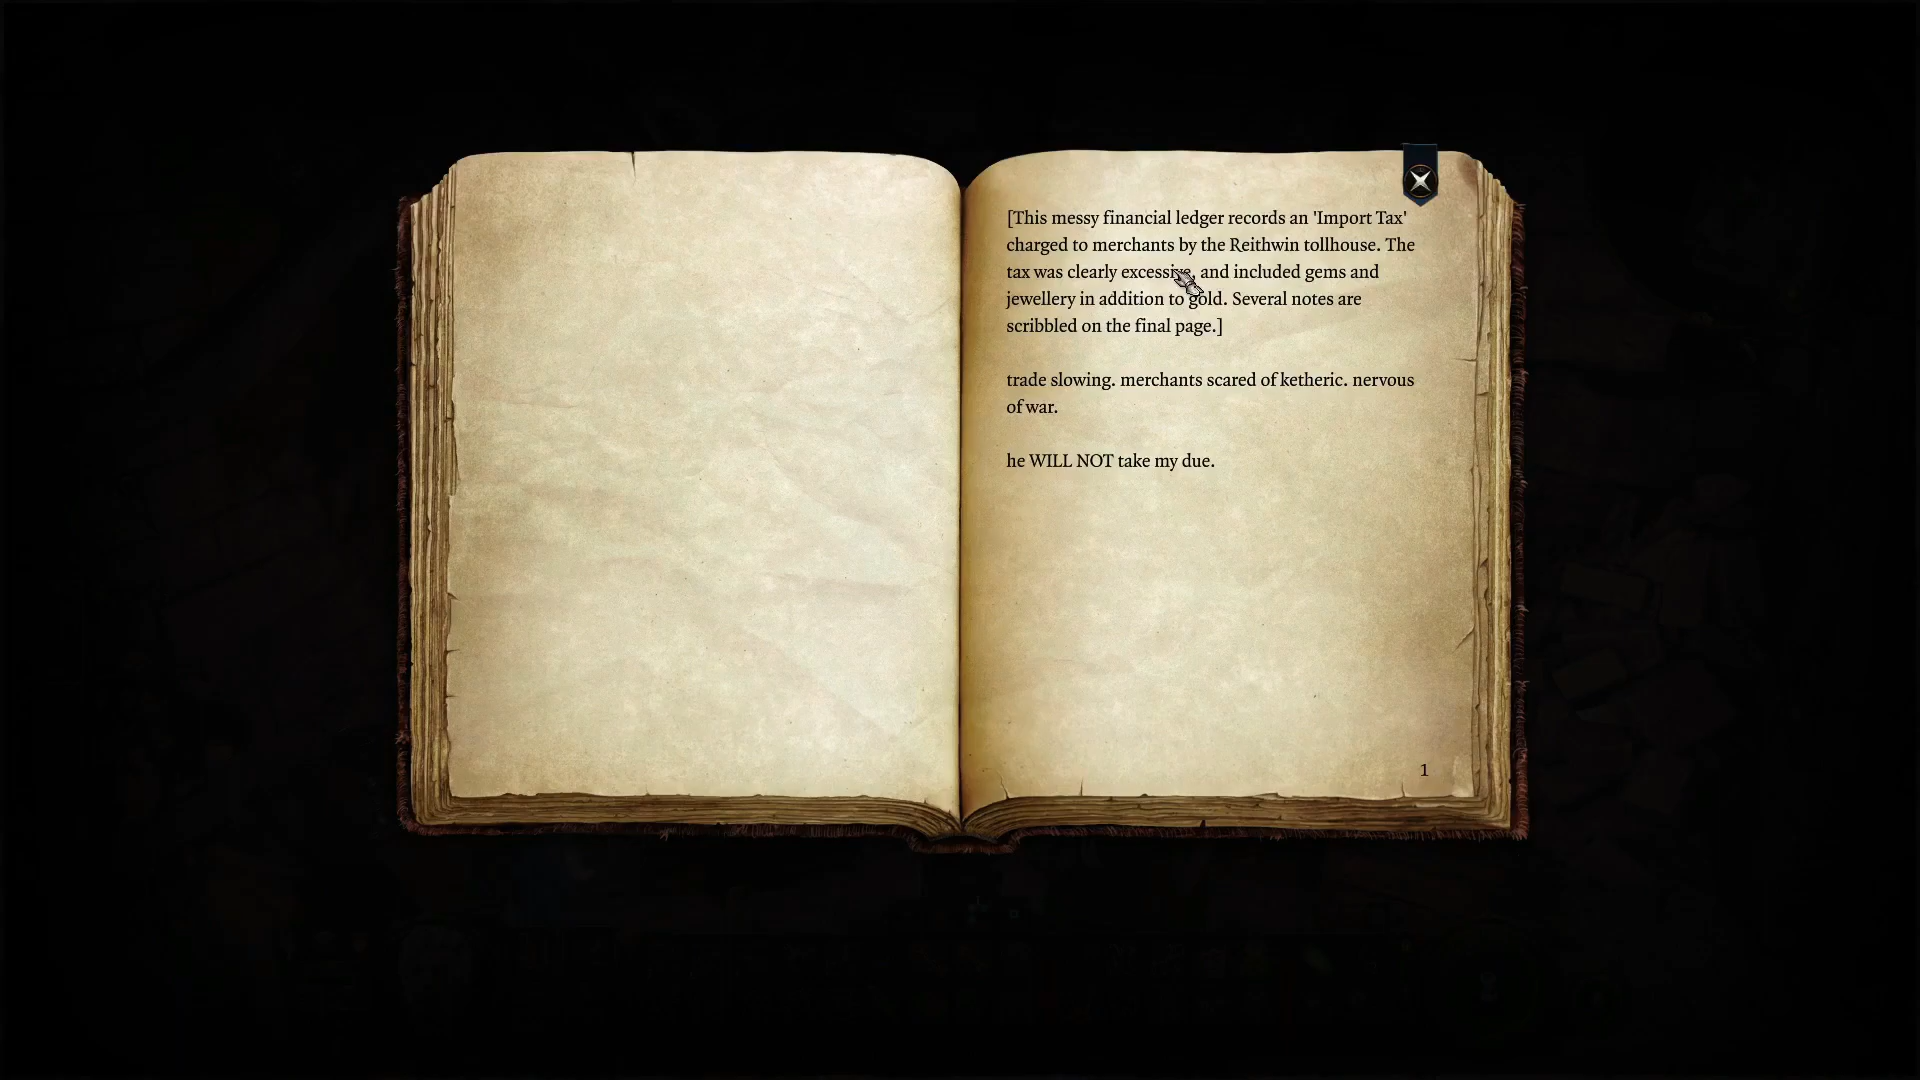 [This messy financial ledger records an 'Import Tax'
charged to merchants by the Reithwin tollhouse. The
tax was clearly excessive, and included gems and
jewellery in addition to gold. Several notes are
scribbled on the final page.]
trade slowing. merchants scared of ketheric. nervous
of war.
he WILL NOT take my due.
1